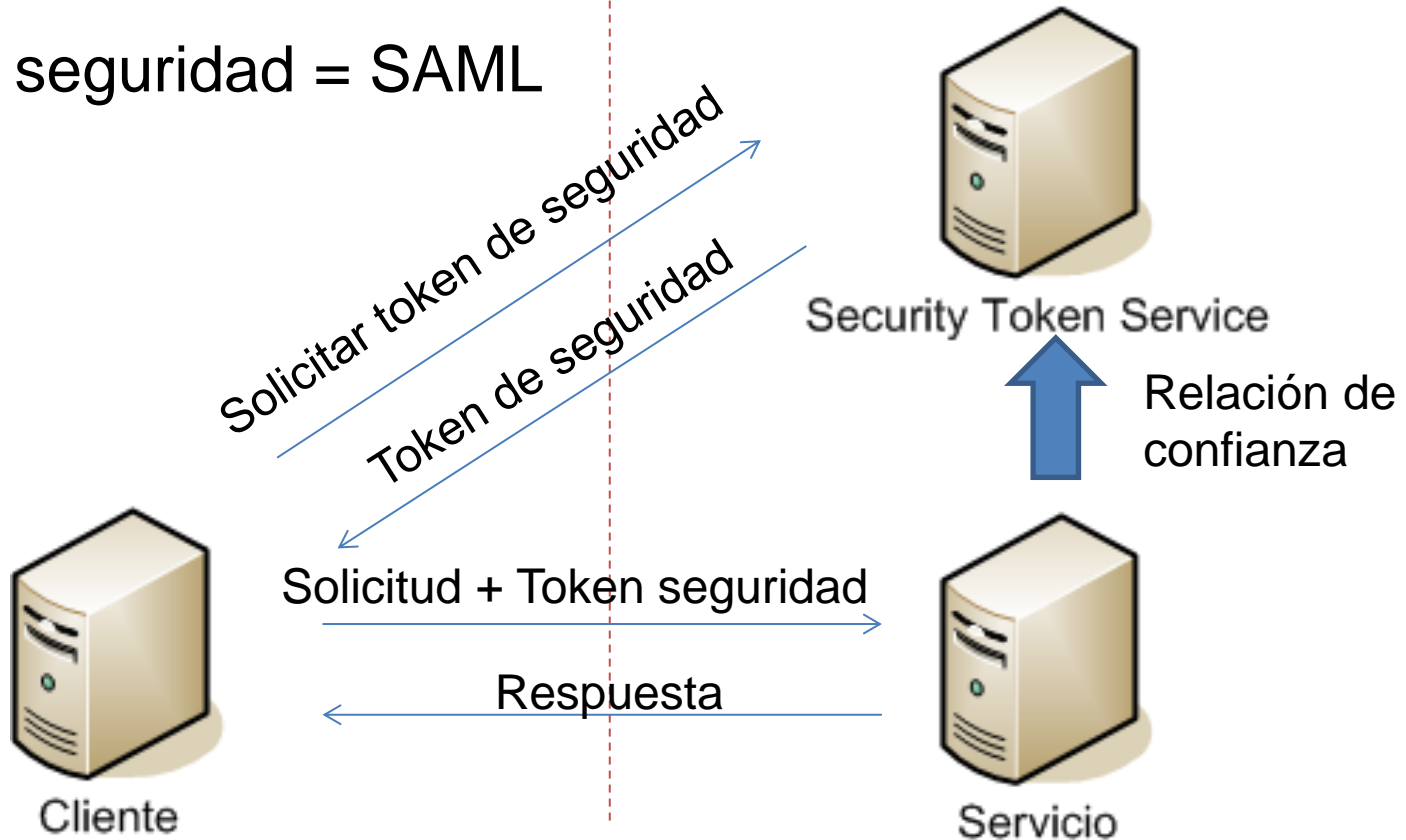 seguridad = SAML
Solicitar token de seguridad
Token de seguridad
Security Token Service
Relación de
confianza
Solicitud + Token seguridad
Respuesta
Cliente
Servicio